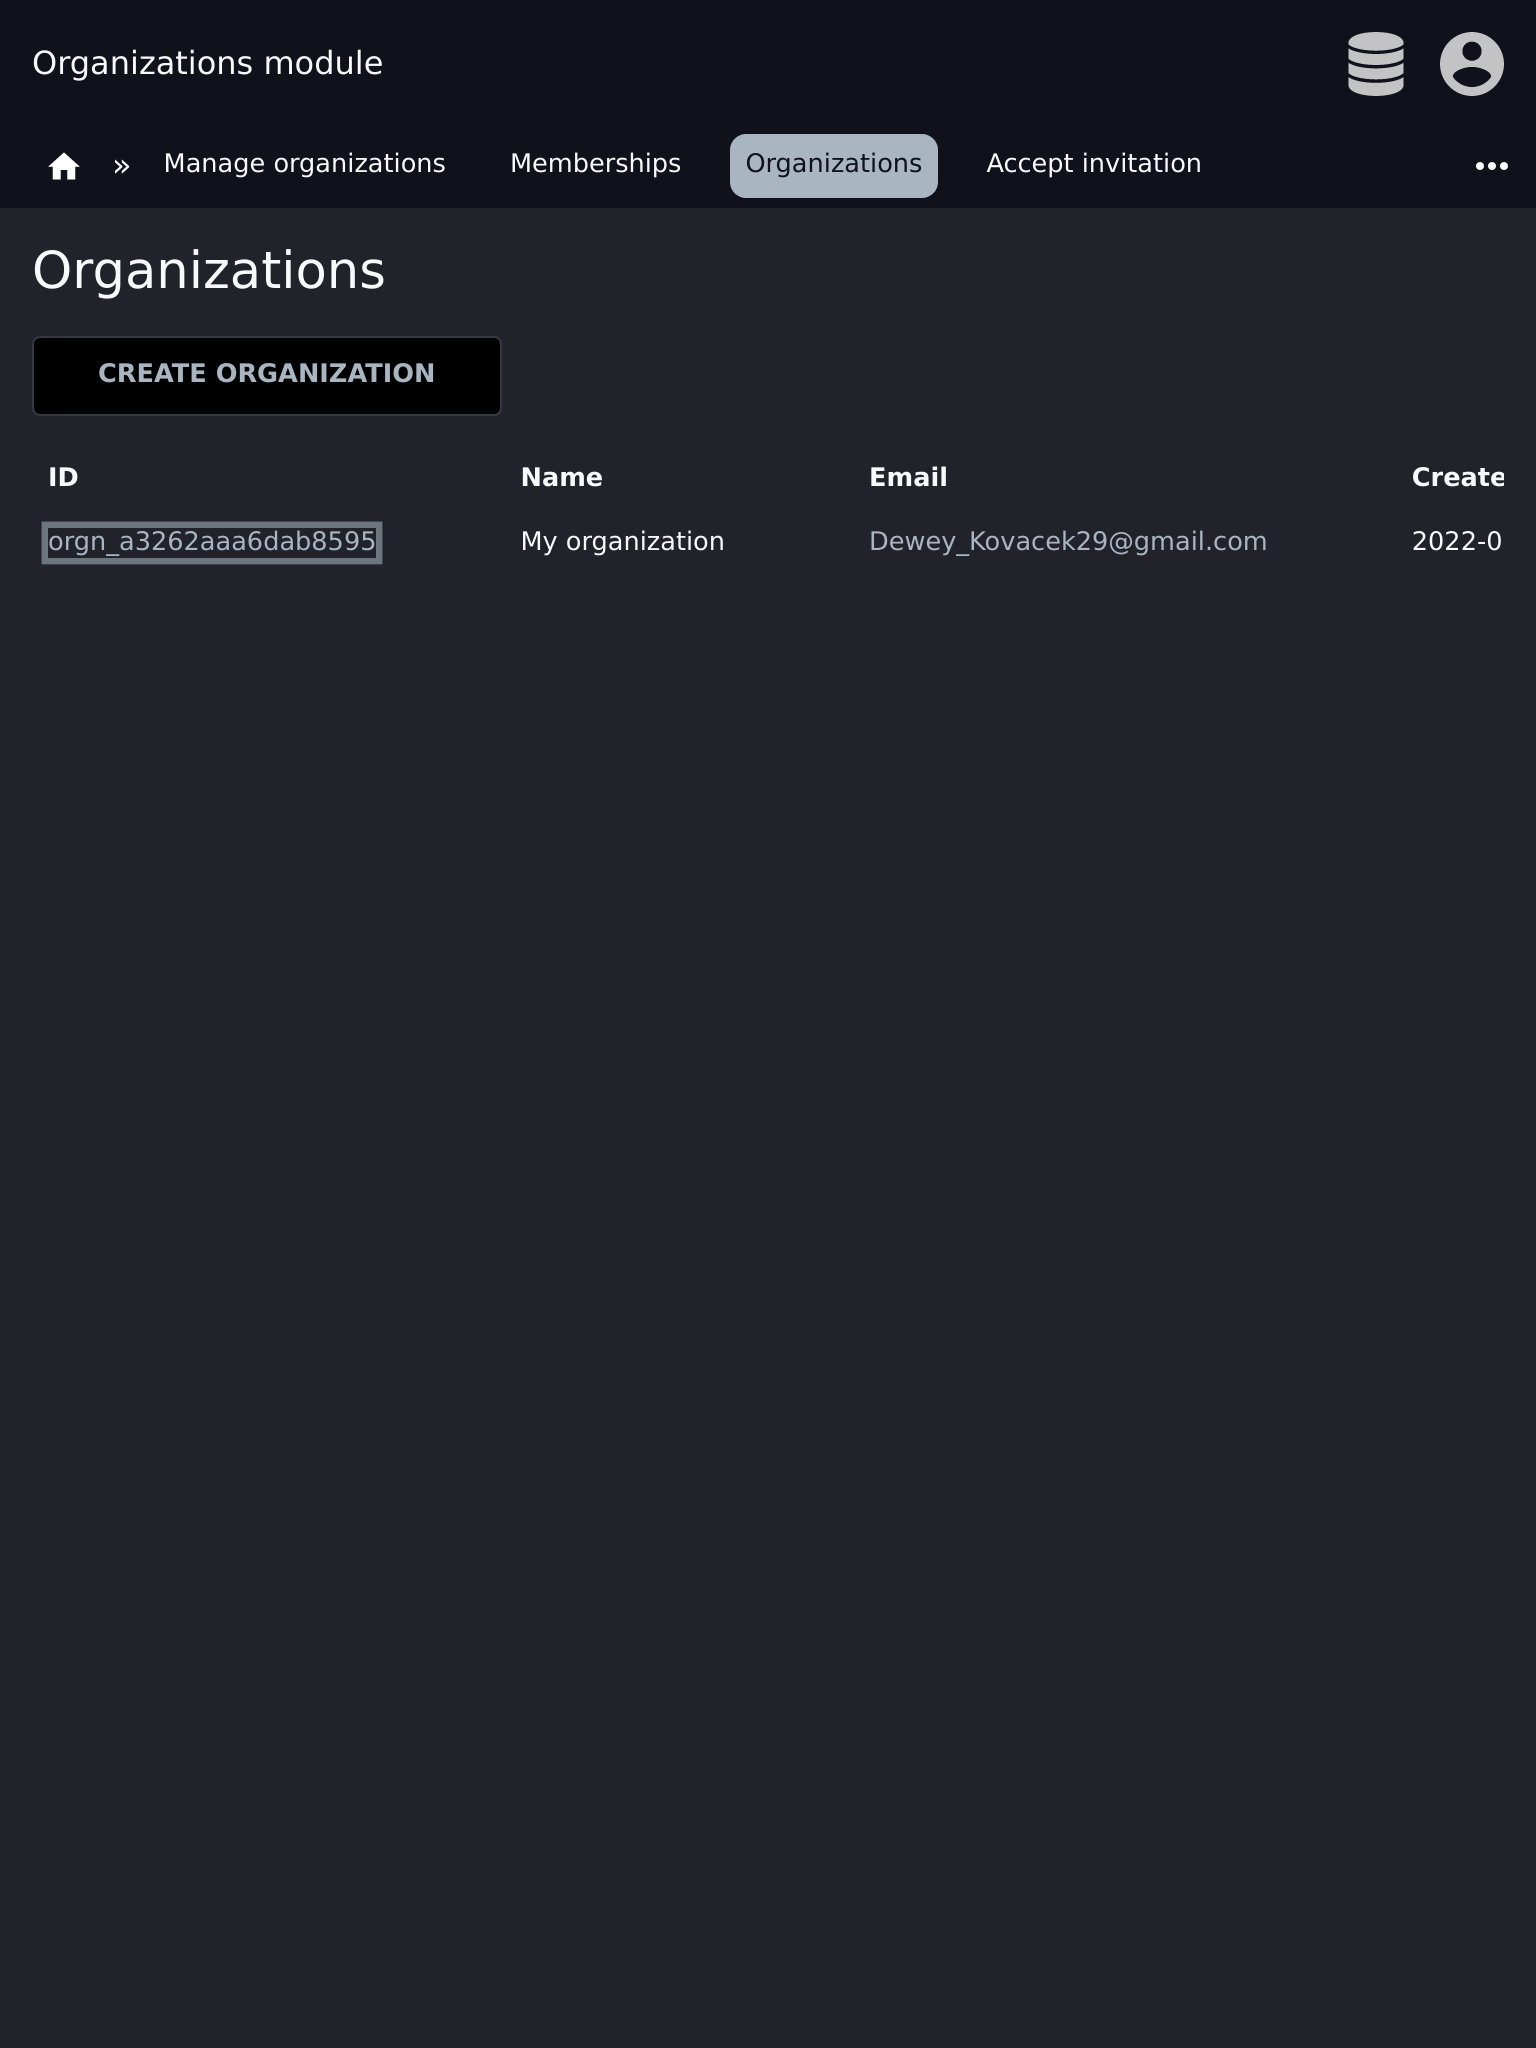 Organizations module
» Manage organizations Memberships Organizations Accept invitation
Organizations
CREATE ORGANIZATION
ID Name Email Create
orgn_a3262aaa6dab8595 My organization Dewey_Kovacek29@gmail.com 2022-0